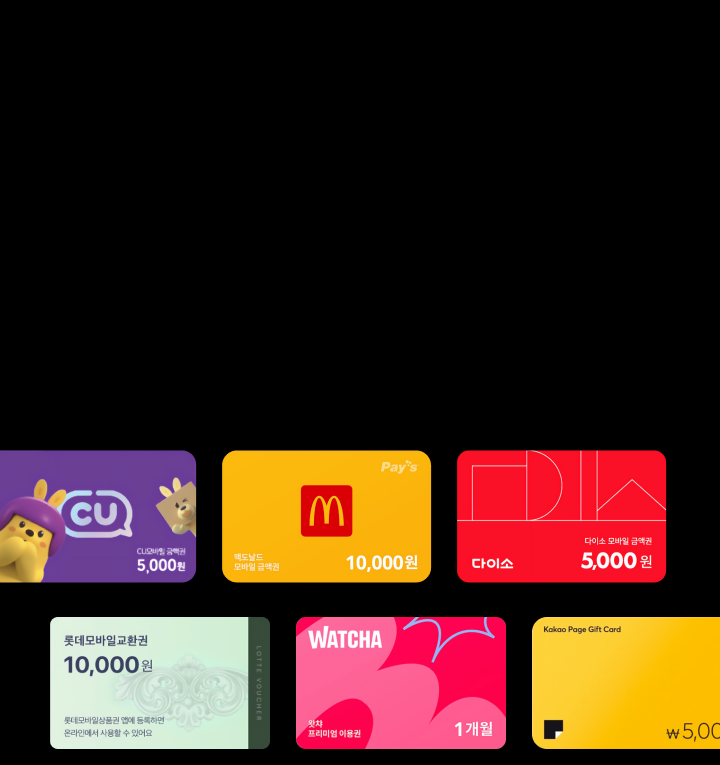 CU
CU모바일 금액권
5,000원
Pay's
맥도날드
모바일 금액권
10,000원
다이소 모바일 금액권
다이소
5,000 원
롯데모바일교환권
10,000원
롯데모바일상품권 앱에 등록하면
온라인에서 사용할 수 있어요
LOTTE VOUCHER
WATCHA
왓챠
프리미엄 이용권
1개월
Kakao Page Gift Card
₩5,00